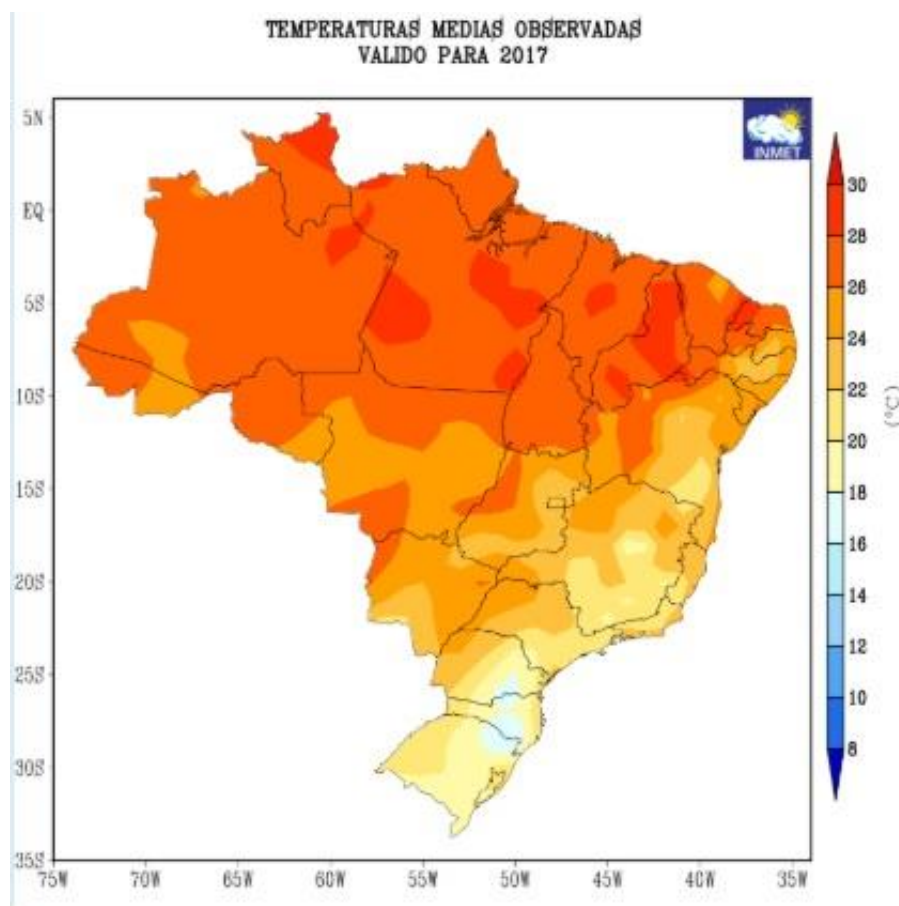 TEMPERATURAS MEDIAS OBSERVADAS
VALIDO PARA 2017
INMET
5N
EQ
5S
10S
15S
20S
25S
30S
35S
75W
70W
65W
60W
55W
50W
45W
40W
35W
30
28
26
24
22
20
18
16
14
12
10
8
(°C)